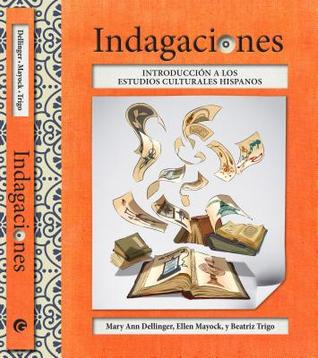 Dellinger • Mayock • Trigo
Indagaciones
Indagaciones
INTRODUCCIÓN A LOS
ESTUDIOS CULTURALES HISPANOS
Mary Ann Dellinger, Ellen Mayock, y Beatriz Trigo